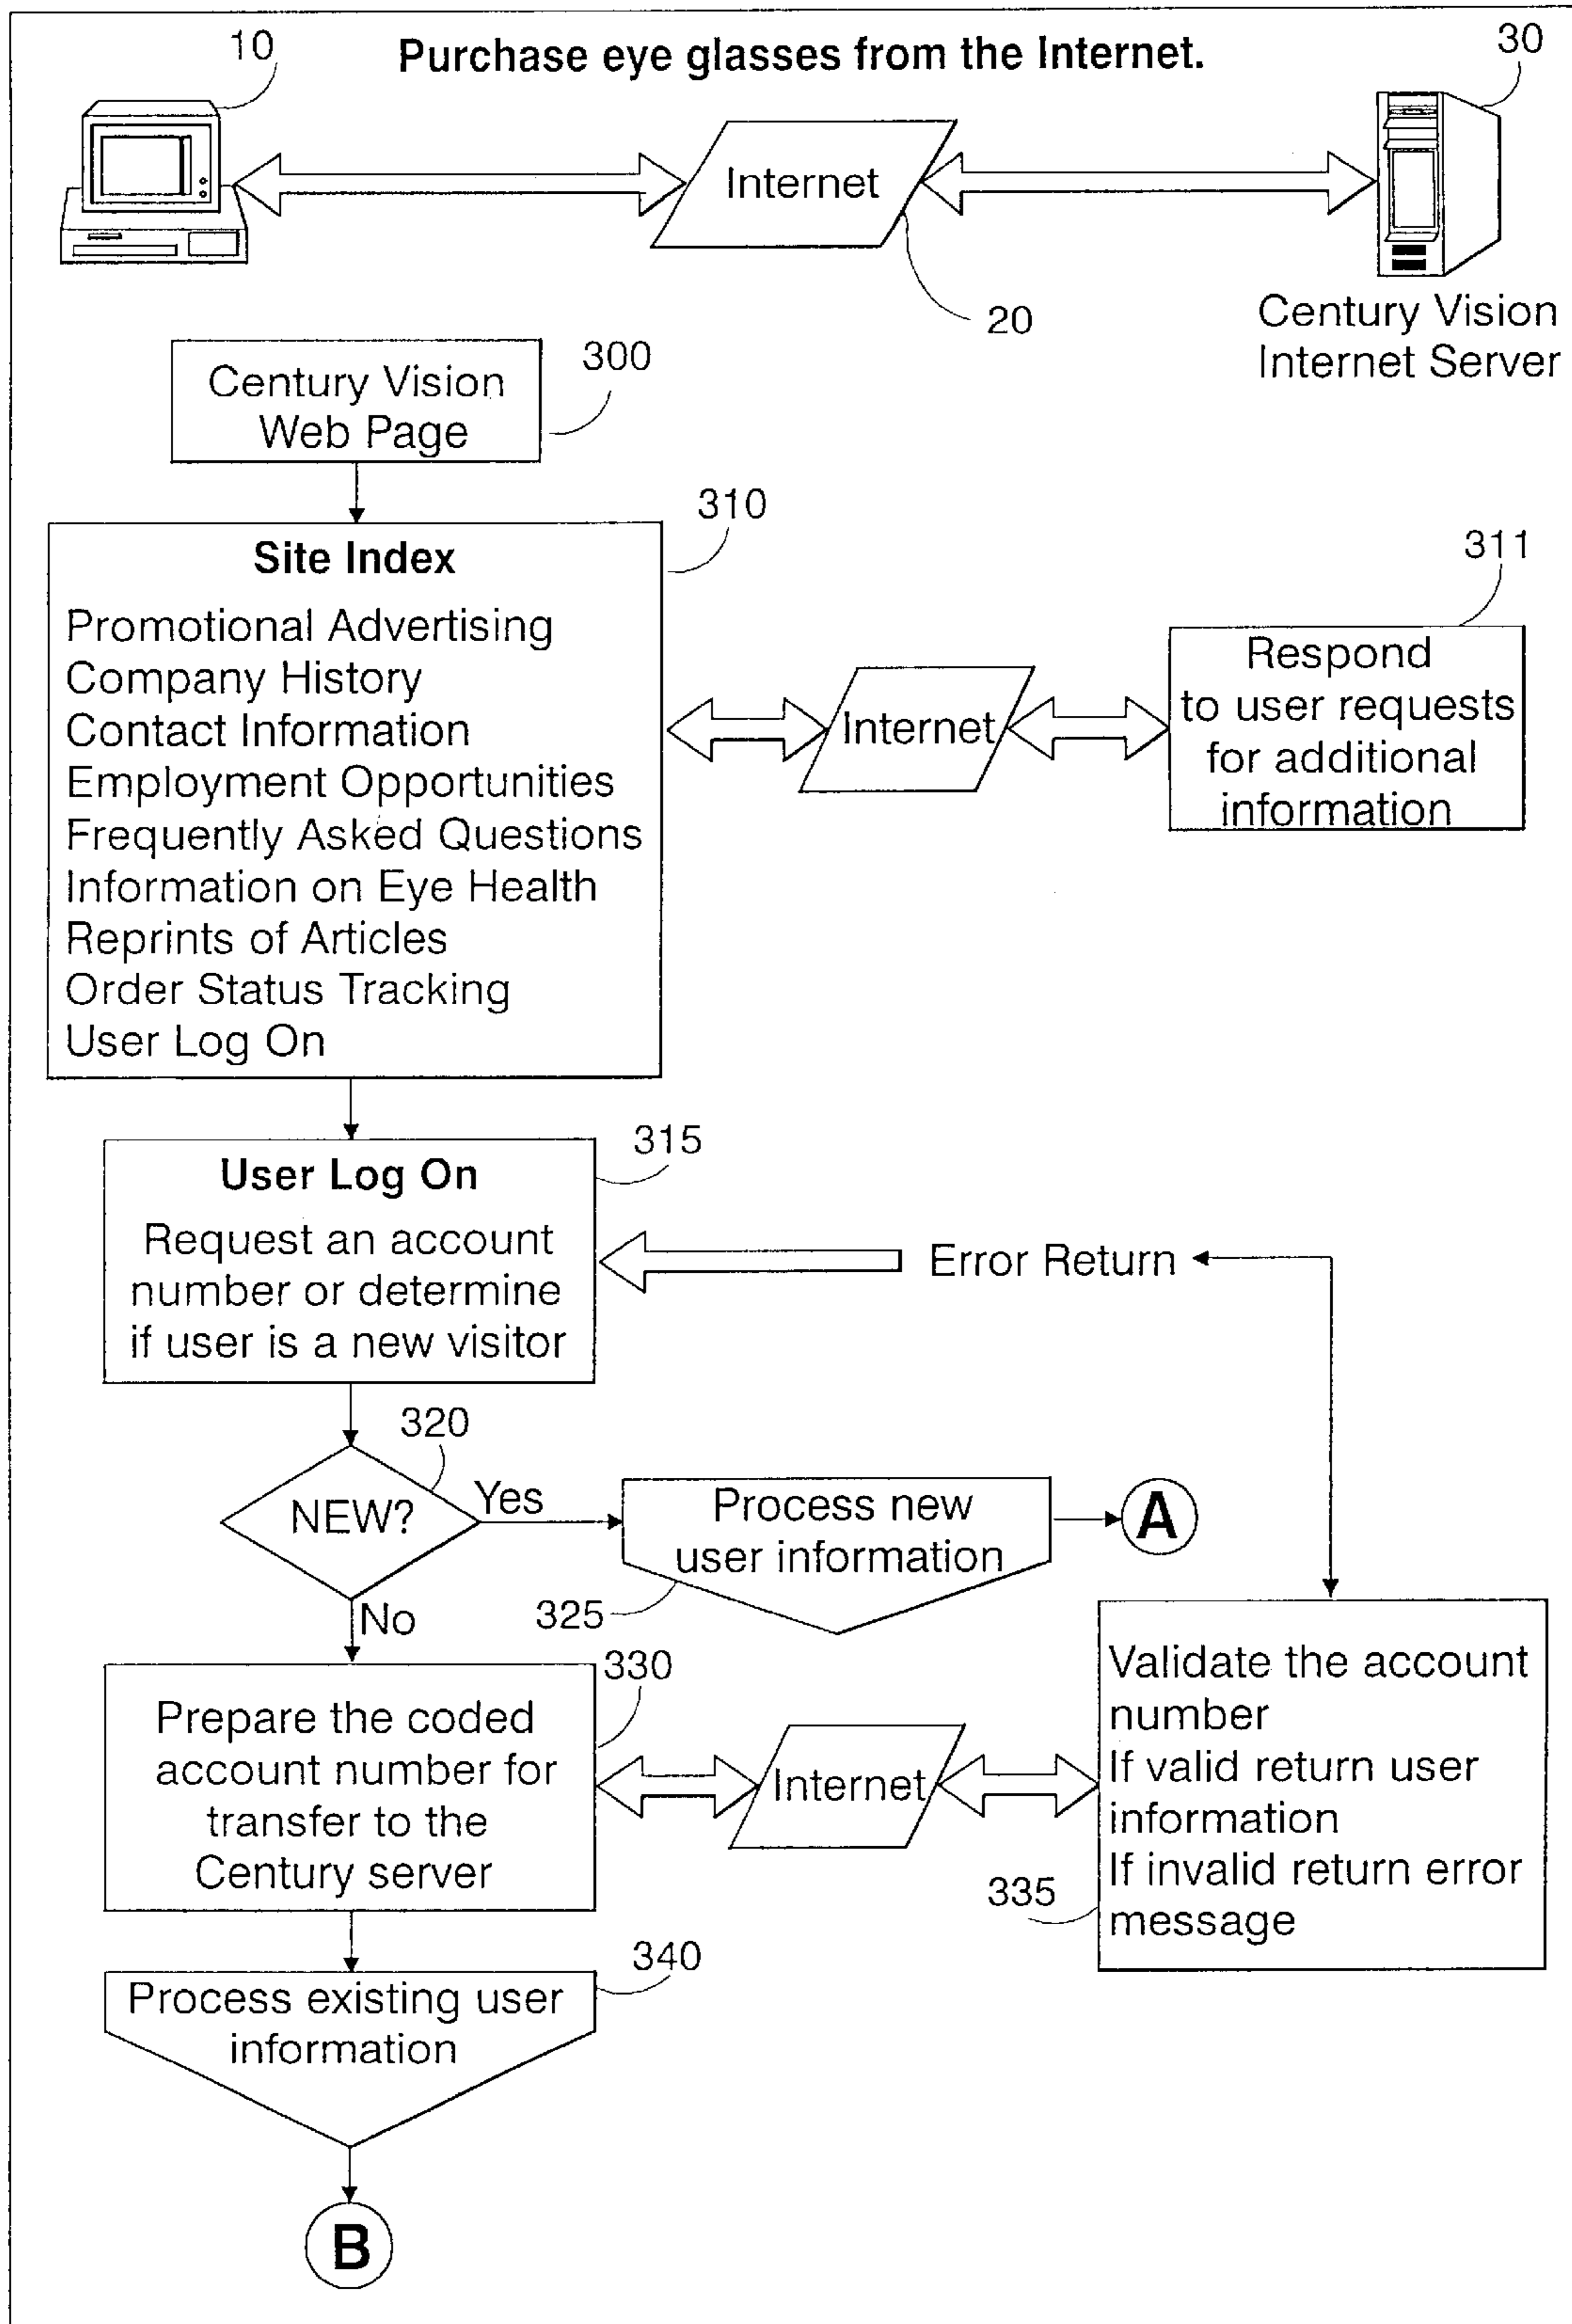 10
Purchase eye glasses from the Internet.
30
Internet
20
Century Vision
Internet Server
Century Vision
Web Page
300
310
Site Index
Promotional Advertising
Company History
Contact Information
Employment Opportunities
Frequently Asked Questions
Information on Eye Health
Reprints of Articles
Order Status Tracking
User Log On
Internet
311
Respond
to user requests
for additional
information
315
User Log On
Request an account
number or determine
if user is a new visitor
Error Return
320
NEW?
Yes
Process new
user information
A
325
No
330
Prepare the coded
account number for
transfer to the
Century server
Internet
Validate the account
number
If valid return user
information
If invalid return error
message
335
340
Process existing user
information
B